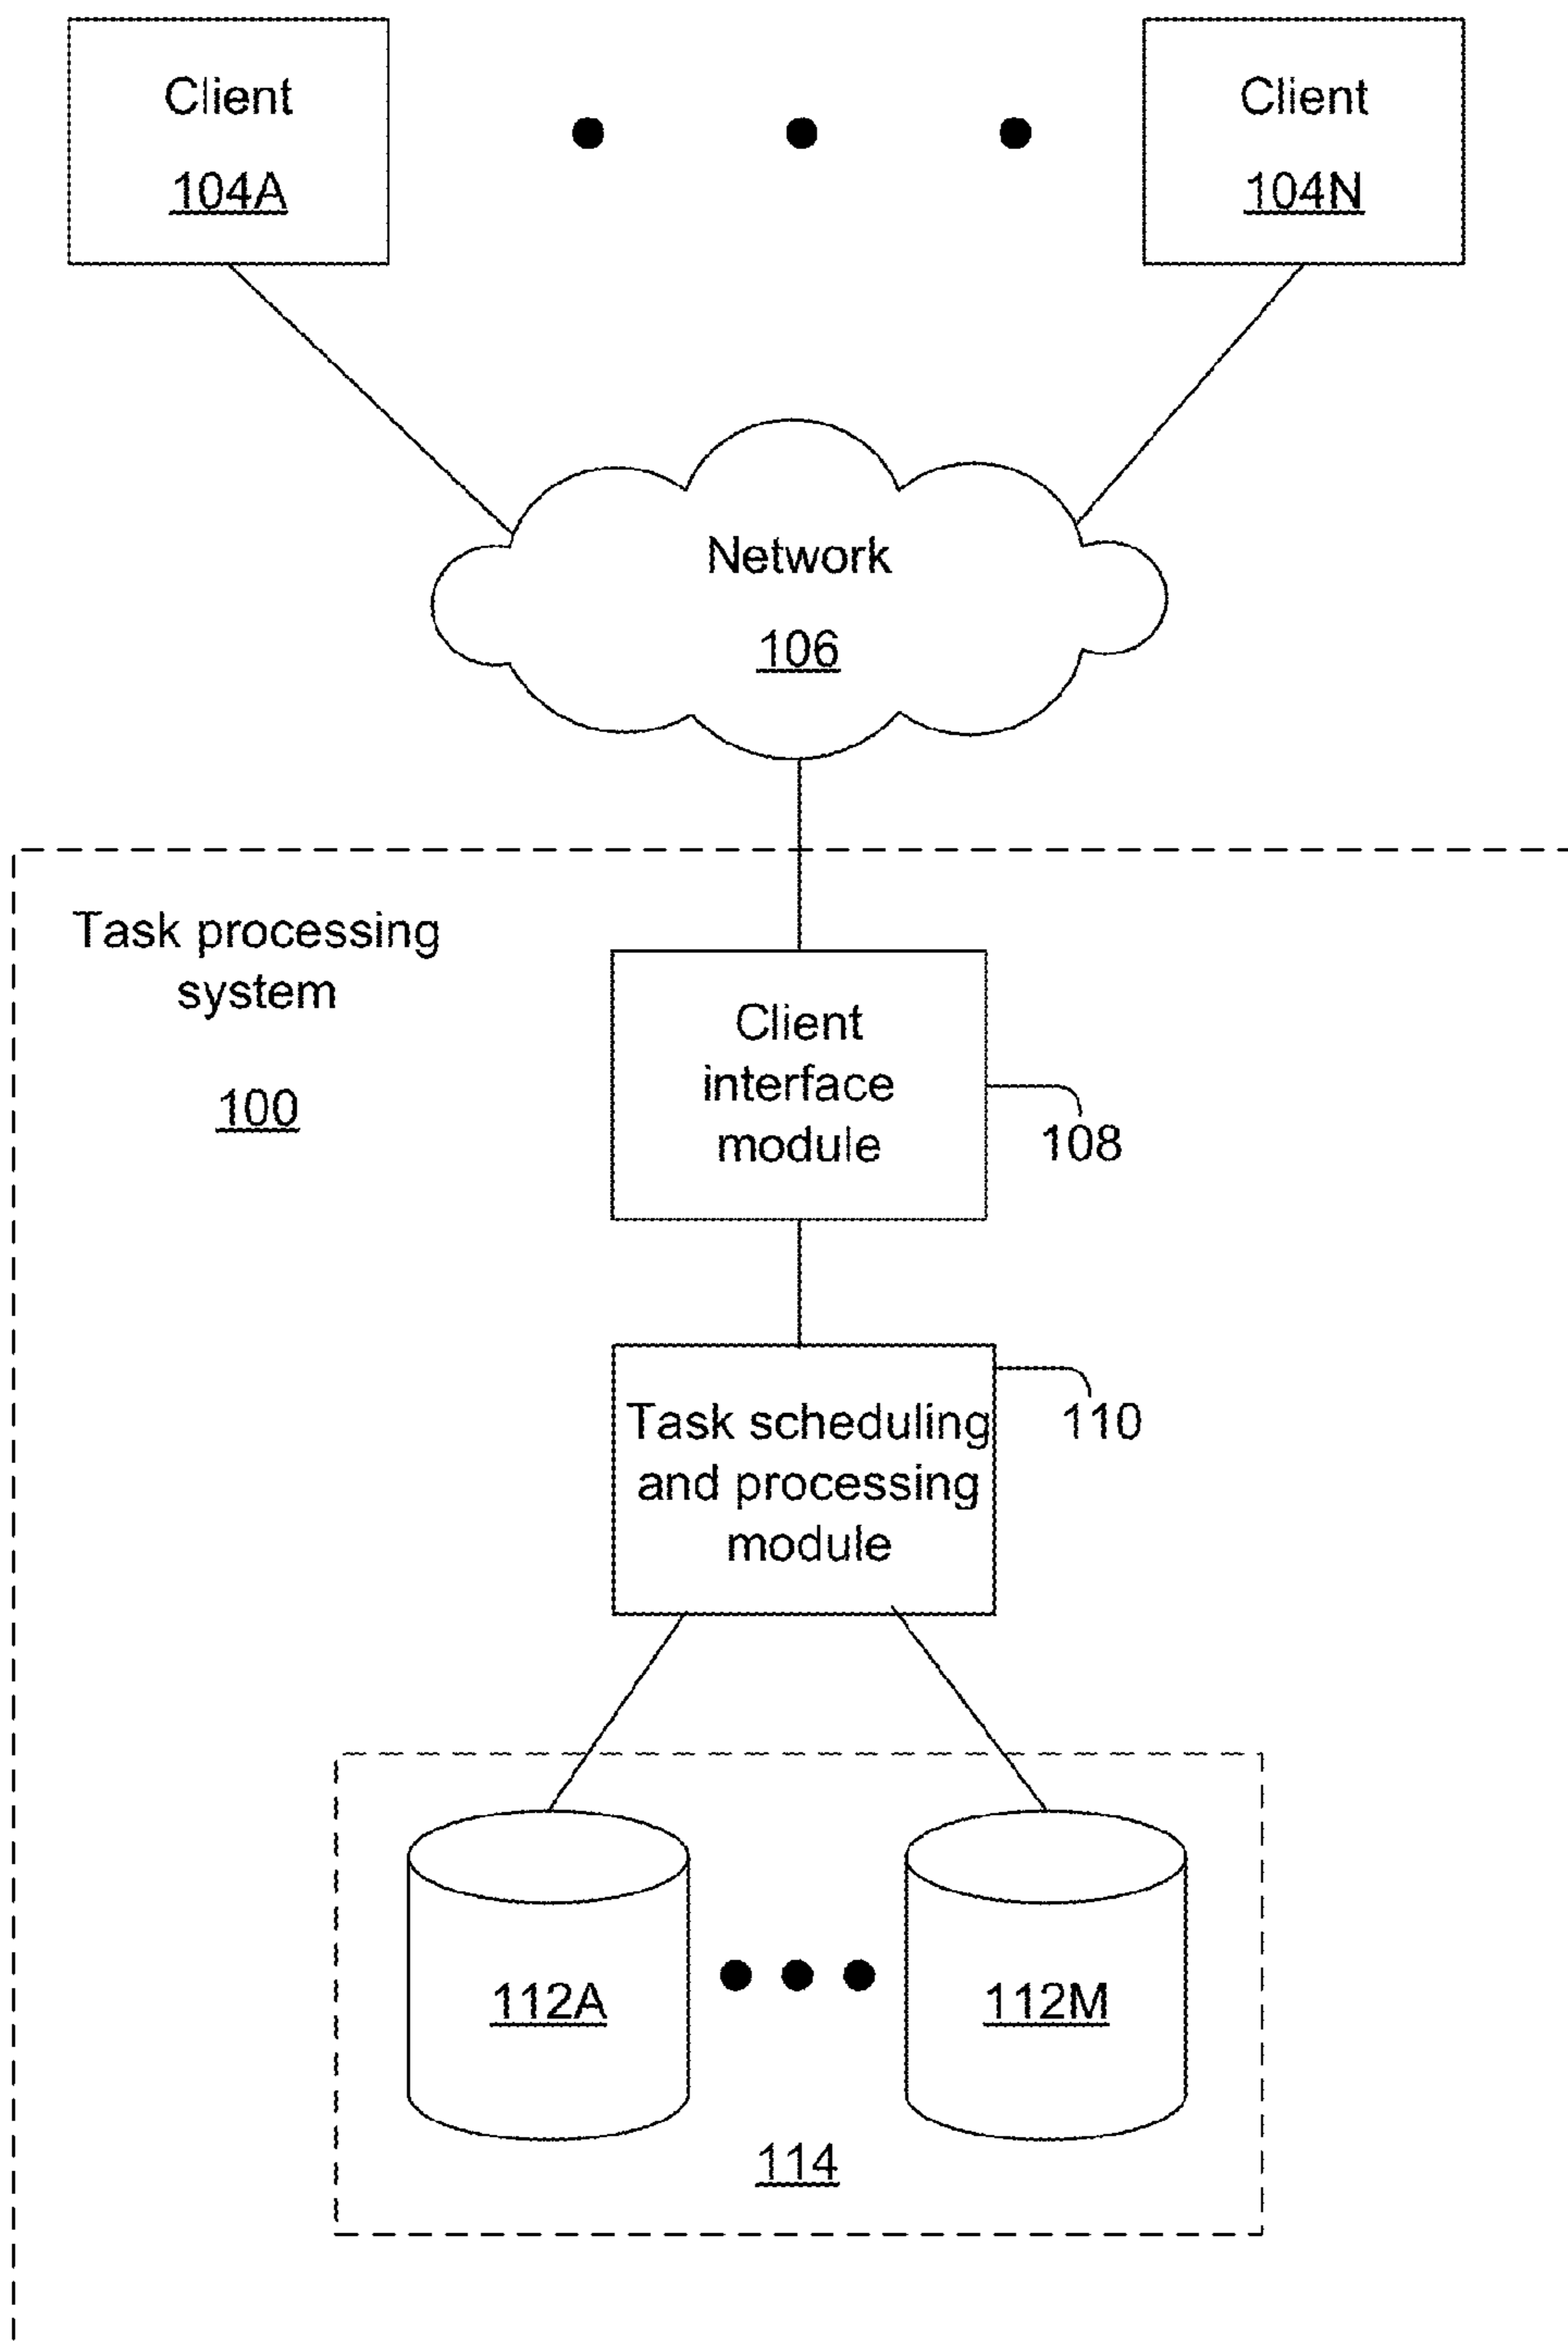 Client
104A
Client
104N
Network
106
Task processing
system
100
Client
interface
module
108
Task scheduling
and processing
module
110
112A
112M
114